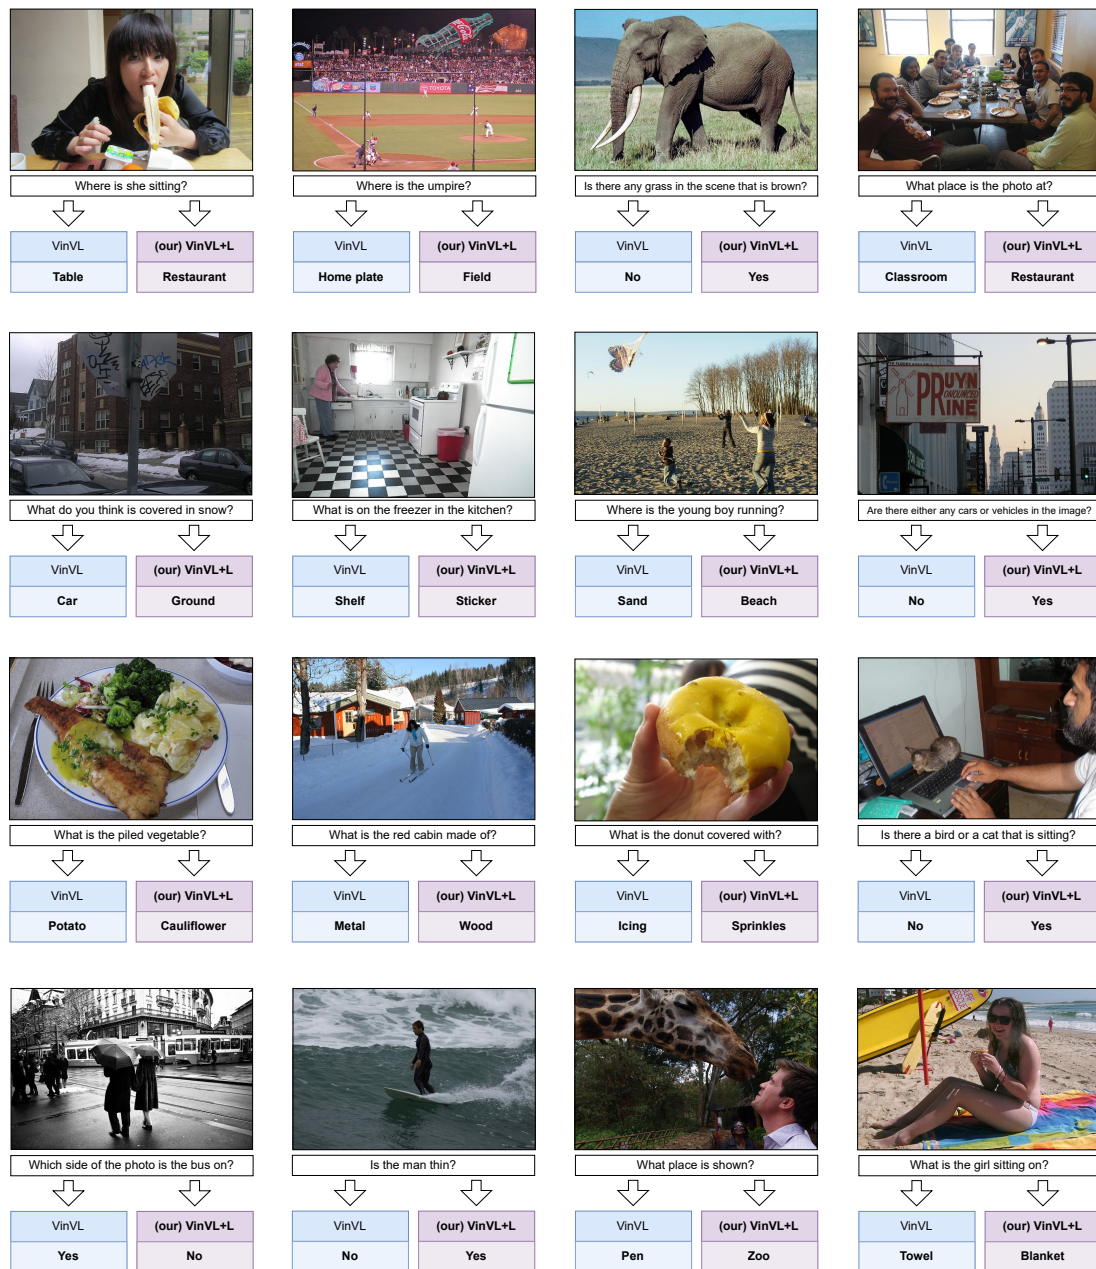 Coca-Cola
at&t
TOYOTA
Where is she sitting?
Where is the umpire?
Is there any grass in the scene that is brown?
What place is the photo at?
VinVL
(our) VinVL+L
VinVL
(our) VinVL+L
VinVL
(our) VinVL+L
VinVL
(our) VinVL+L
Table
Restaurant
Home plate
Field
No
Yes
Classroom
Restaurant
PRUYN
ONOUNCED
PRINE
What do you think is covered in snow?
What is on the freezer in the kitchen?
Where is the young boy running?
Are there either any cars or vehicles in the image?
VinVL
(our) VinVL+L
VinVL
(our) VinVL+L
VinVL
(our) VinVL+L
VinVL
(our) VinVL+L
Car
Ground
Shelf
Sticker
Sand
Beach
No
Yes
What is the piled vegetable?
What is the red cabin made of?
What is the donut covered with?
Is there a bird or a cat that is sitting?
VinVL
(our) VinVL+L
VinVL
(our) VinVL+L
VinVL
(our) VinVL+L
VinVL
(our) VinVL+L
Potato
Cauliflower
Metal
Wood
Icing
Sprinkles
No
Yes
Which side of the photo is the bus on?
Is the man thin?
What place is shown?
What is the girl sitting on?
VinVL
(our) VinVL+L
VinVL
(our) VinVL+L
VinVL
(our) VinVL+L
VinVL
(our) VinVL+L
Yes
No
No
Yes
Pen
Zoo
Towel
Blanket